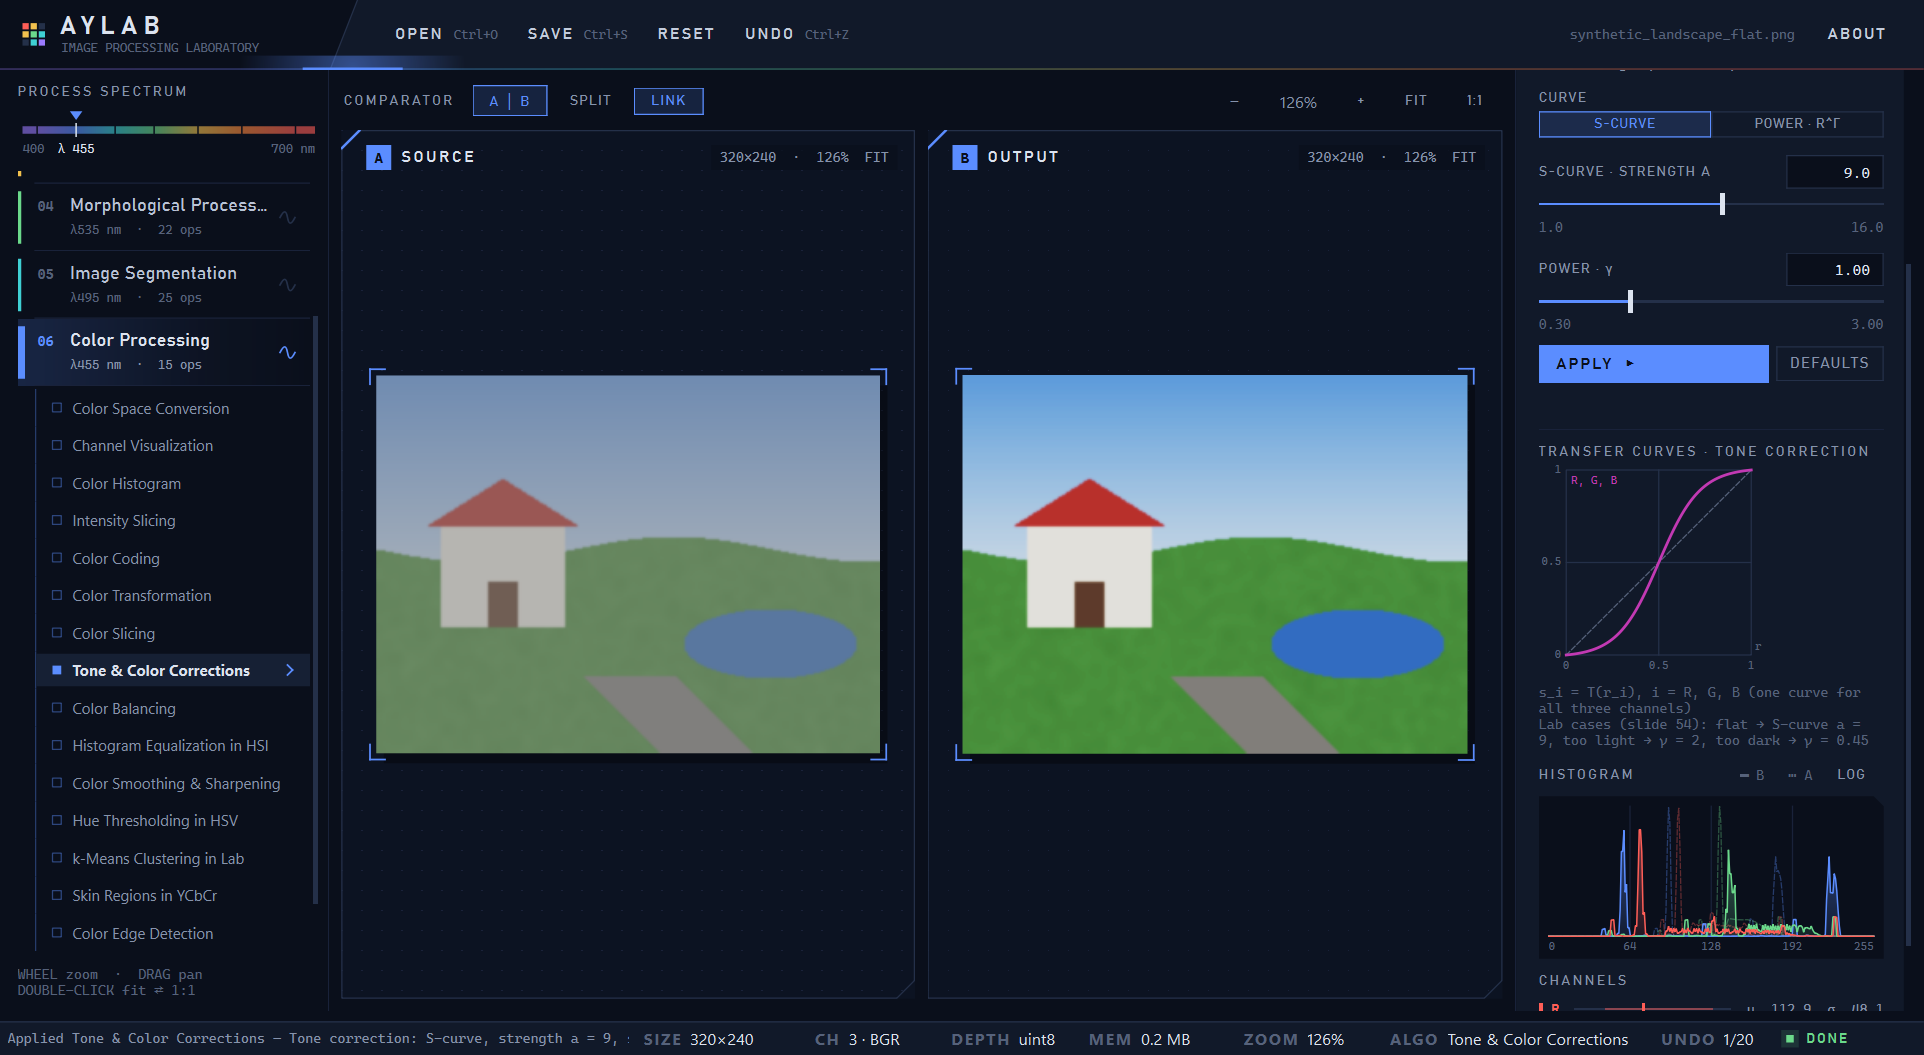 AYLAB
IMAGE PROCESSING LABORATORY
OPEN Ctrl+O SAVE Ctrl+S RESET UNDO Ctrl+Z
synthetic_landscape_flat.png ABOUT
PROCESS SPECTRUM
400 λ 455 700 nm
04 Morphological Process...
λ535 nm · 22 ops
05 Image Segmentation
λ495 nm · 25 ops
06 Color Processing
λ455 nm · 15 ops
Color Space Conversion
Channel Visualization
Color Histogram
Intensity Slicing
Color Coding
Color Transformation
Color Slicing
Tone & Color Corrections
Color Balancing
Histogram Equalization in HSI
Color Smoothing & Sharpening
Hue Thresholding in HSV
k-Means Clustering in Lab
Skin Regions in YCbCr
Color Edge Detection
WHEEL zoom · DRAG pan
DOUBLE-CLICK fit ⇄ 1:1
COMPARATOR A | B SPLIT LINK − 126% + FIT 1:1
A SOURCE 320×240 · 126% FIT
B OUTPUT 320×240 · 126% FIT
CURVE
S-CURVE POWER · R^Γ
S-CURVE · STRENGTH A 9.0
1.0 16.0
POWER · γ 1.00
0.30 3.00
APPLY ▸ DEFAULTS
TRANSFER CURVES · TONE CORRECTION
1
R, G, B
0.5
0 r
0 0.5 1
s_i = T(r_i), i = R, G, B (one curve for
all three channels)
Lab cases (slide 54): flat → S-curve a =
9, too light → γ = 2, too dark → γ = 0.45
HISTOGRAM B A LOG
0 64 128 192 255
CHANNELS
R μ 112.9 σ 48.1
Applied Tone & Color Corrections — Tone correction: S-curve, strength a = 9,
SIZE 320×240 CH 3 · BGR DEPTH uint8 MEM 0.2 MB ZOOM 126% ALGO Tone & Color Corrections UNDO 1/20 DONE